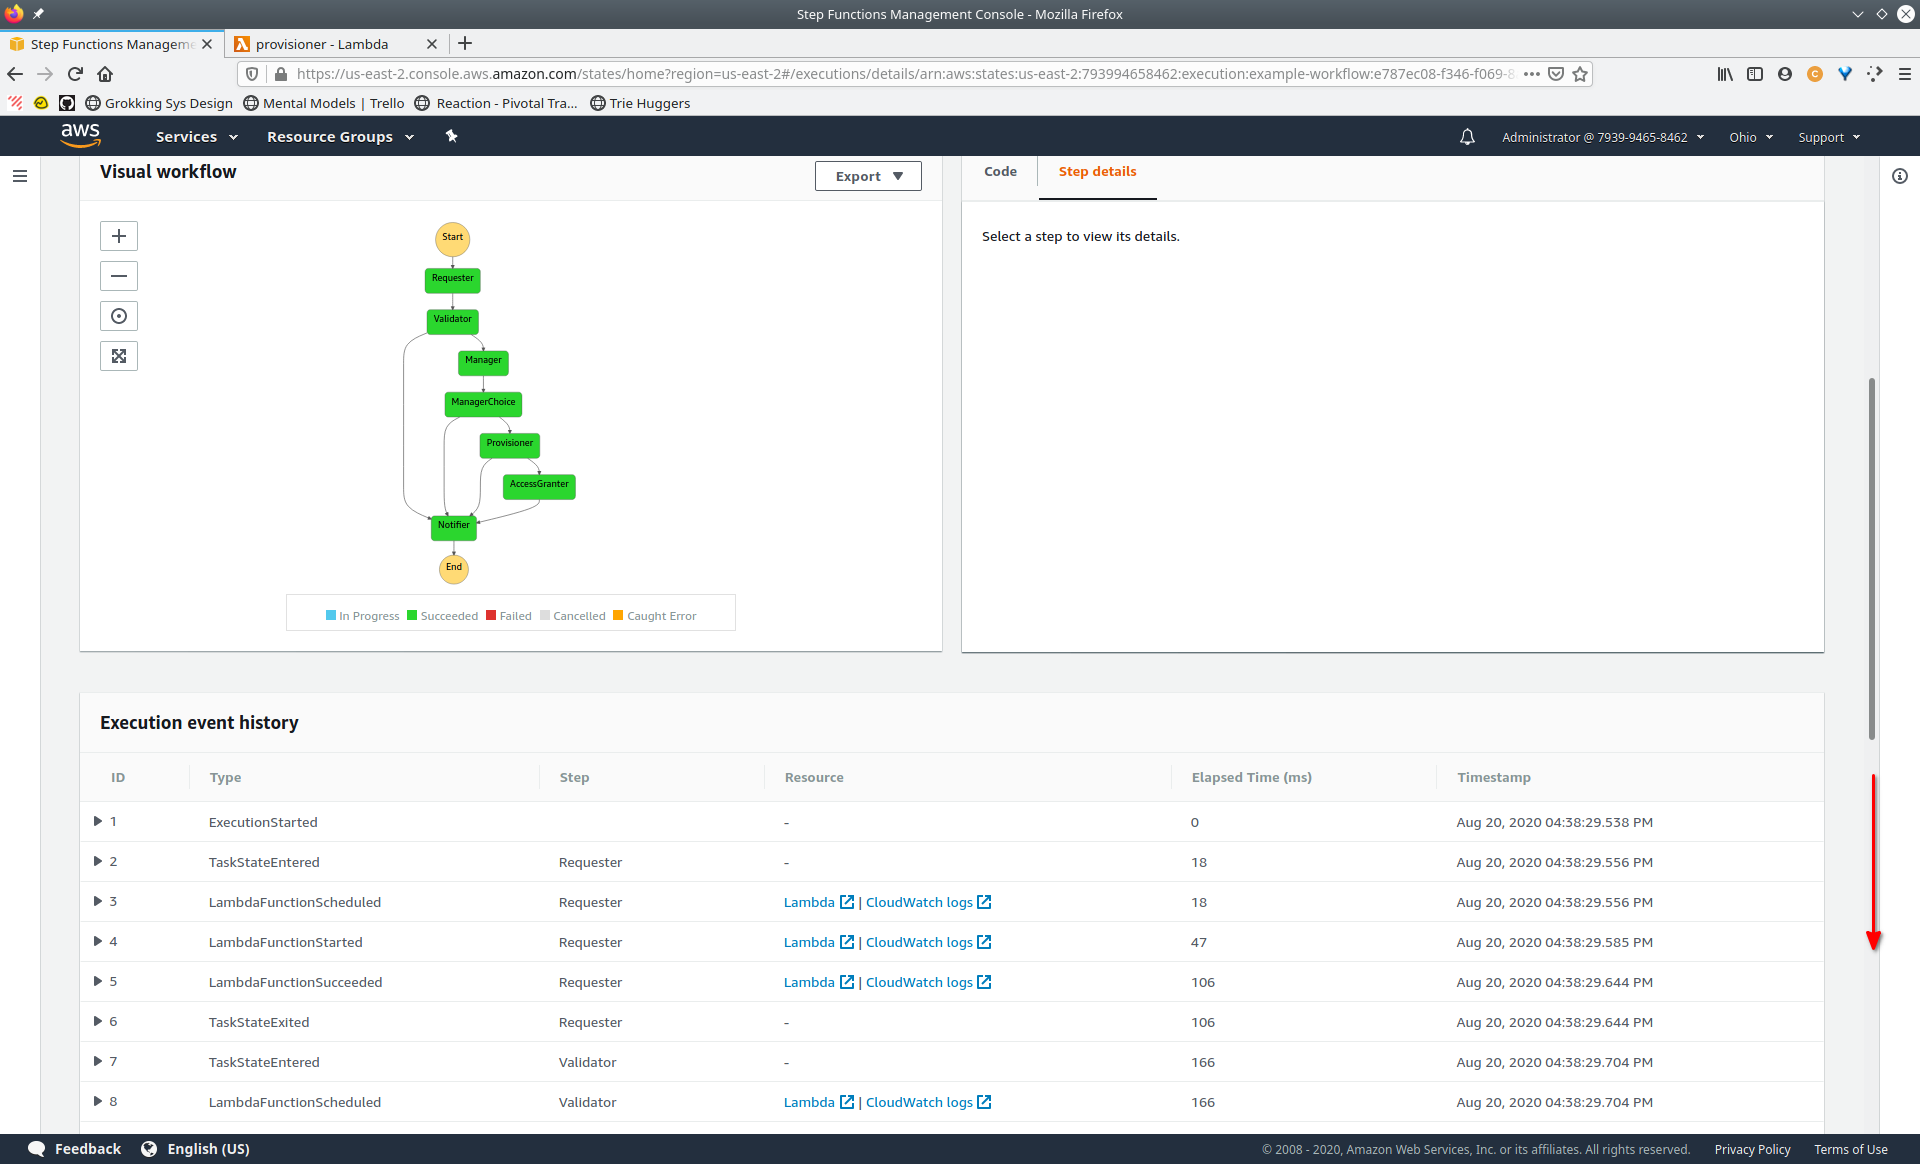 Step Functions Management Console - Mozilla Firefox
Step Functions Manageme
provisioner - Lambda
https://us-east-2.console.aws.amazon.com/states/home?region=us-east-2#/executions/details/arn:aws:states:us-east-2:793994658462:execution:example-workflow:e787ec08-f346-f069-8
Grokking Sys Design
Mental Models | Trello
Reaction - Pivotal Tra...
Trie Huggers
aws
Services
Resource Groups
Administrator @ 7939-9465-8462
Ohio
Support
Visual workflow
Export
Code
Step details
Start
Requester
Validator
Manager
ManagerChoice
Provisioner
AccessGranter
Notifier
End
In Progress
Succeeded
Failed
Cancelled
Caught Error
Select a step to view its details.
Execution event history
ID Type Step Resource Elapsed Time (ms) Timestamp
1 ExecutionStarted - 0 Aug 20, 2020 04:38:29.538 PM
2 TaskStateEntered Requester - 18 Aug 20, 2020 04:38:29.556 PM
3 LambdaFunctionScheduled Requester Lambda | CloudWatch logs 18 Aug 20, 2020 04:38:29.556 PM
4 LambdaFunctionStarted Requester Lambda | CloudWatch logs 47 Aug 20, 2020 04:38:29.585 PM
5 LambdaFunctionSucceeded Requester Lambda | CloudWatch logs 106 Aug 20, 2020 04:38:29.644 PM
6 TaskStateExited Requester - 106 Aug 20, 2020 04:38:29.644 PM
7 TaskStateEntered Validator - 166 Aug 20, 2020 04:38:29.704 PM
8 LambdaFunctionScheduled Validator Lambda | CloudWatch logs 166 Aug 20, 2020 04:38:29.704 PM
Feedback
English (US)
© 2008 - 2020, Amazon Web Services, Inc. or its affiliates. All rights reserved.
Privacy Policy
Terms of Use